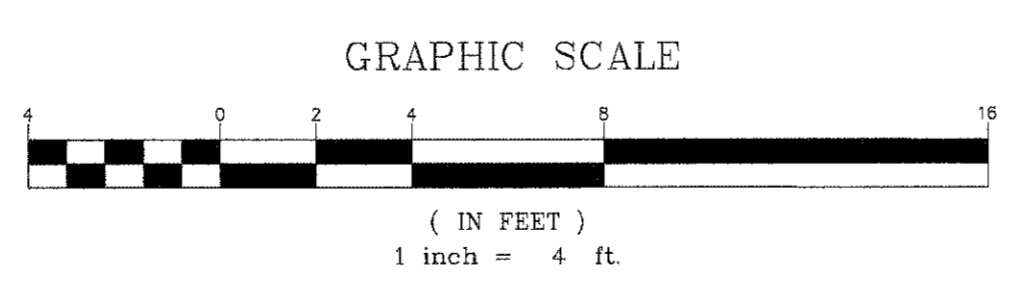 GRAPHIC SCALE
4 0 2 4 8 16
( IN FEET )
1 inch = 4 ft.